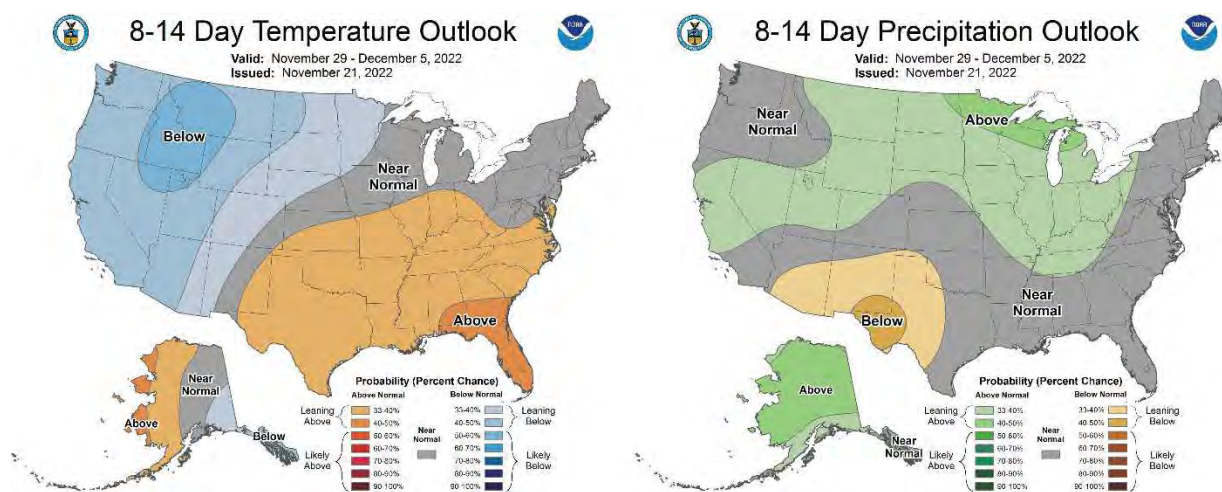 8-14 Day Temperature Outlook
Valid: November 29 - December 5, 2022
Issued: November 21, 2022
Below
Near
Normal
Above
Near
Normal
Above
Below
Probability (Percent Chance)
Above Normal
Below Normal
Leaning
Above
33-40%
40-50%
Likely
Above
50-60%
60-70%
70-80%
80-90%
90-100%
Near
Normal
33-40%
40-50%
Leaning
Below
50-60%
60-70%
70-80%
80-90%
90-100%
Likely
Below
8-14 Day Precipitation Outlook
Valid: November 29 - December 5, 2022
Issued: November 21, 2022
Near
Normal
Above
Near
Normal
Below
Above
Near
Normal
Probability (Percent Chance)
Above Normal
Below Normal
Leaning
Above
33-40%
40-50%
Likely
Above
50-60%
60-70%
70-80%
80-90%
90-100%
Near
Normal
33-40%
40-50%
Leaning
Below
50-60%
60-70%
70-80%
80-90%
90-100%
Likely
Below